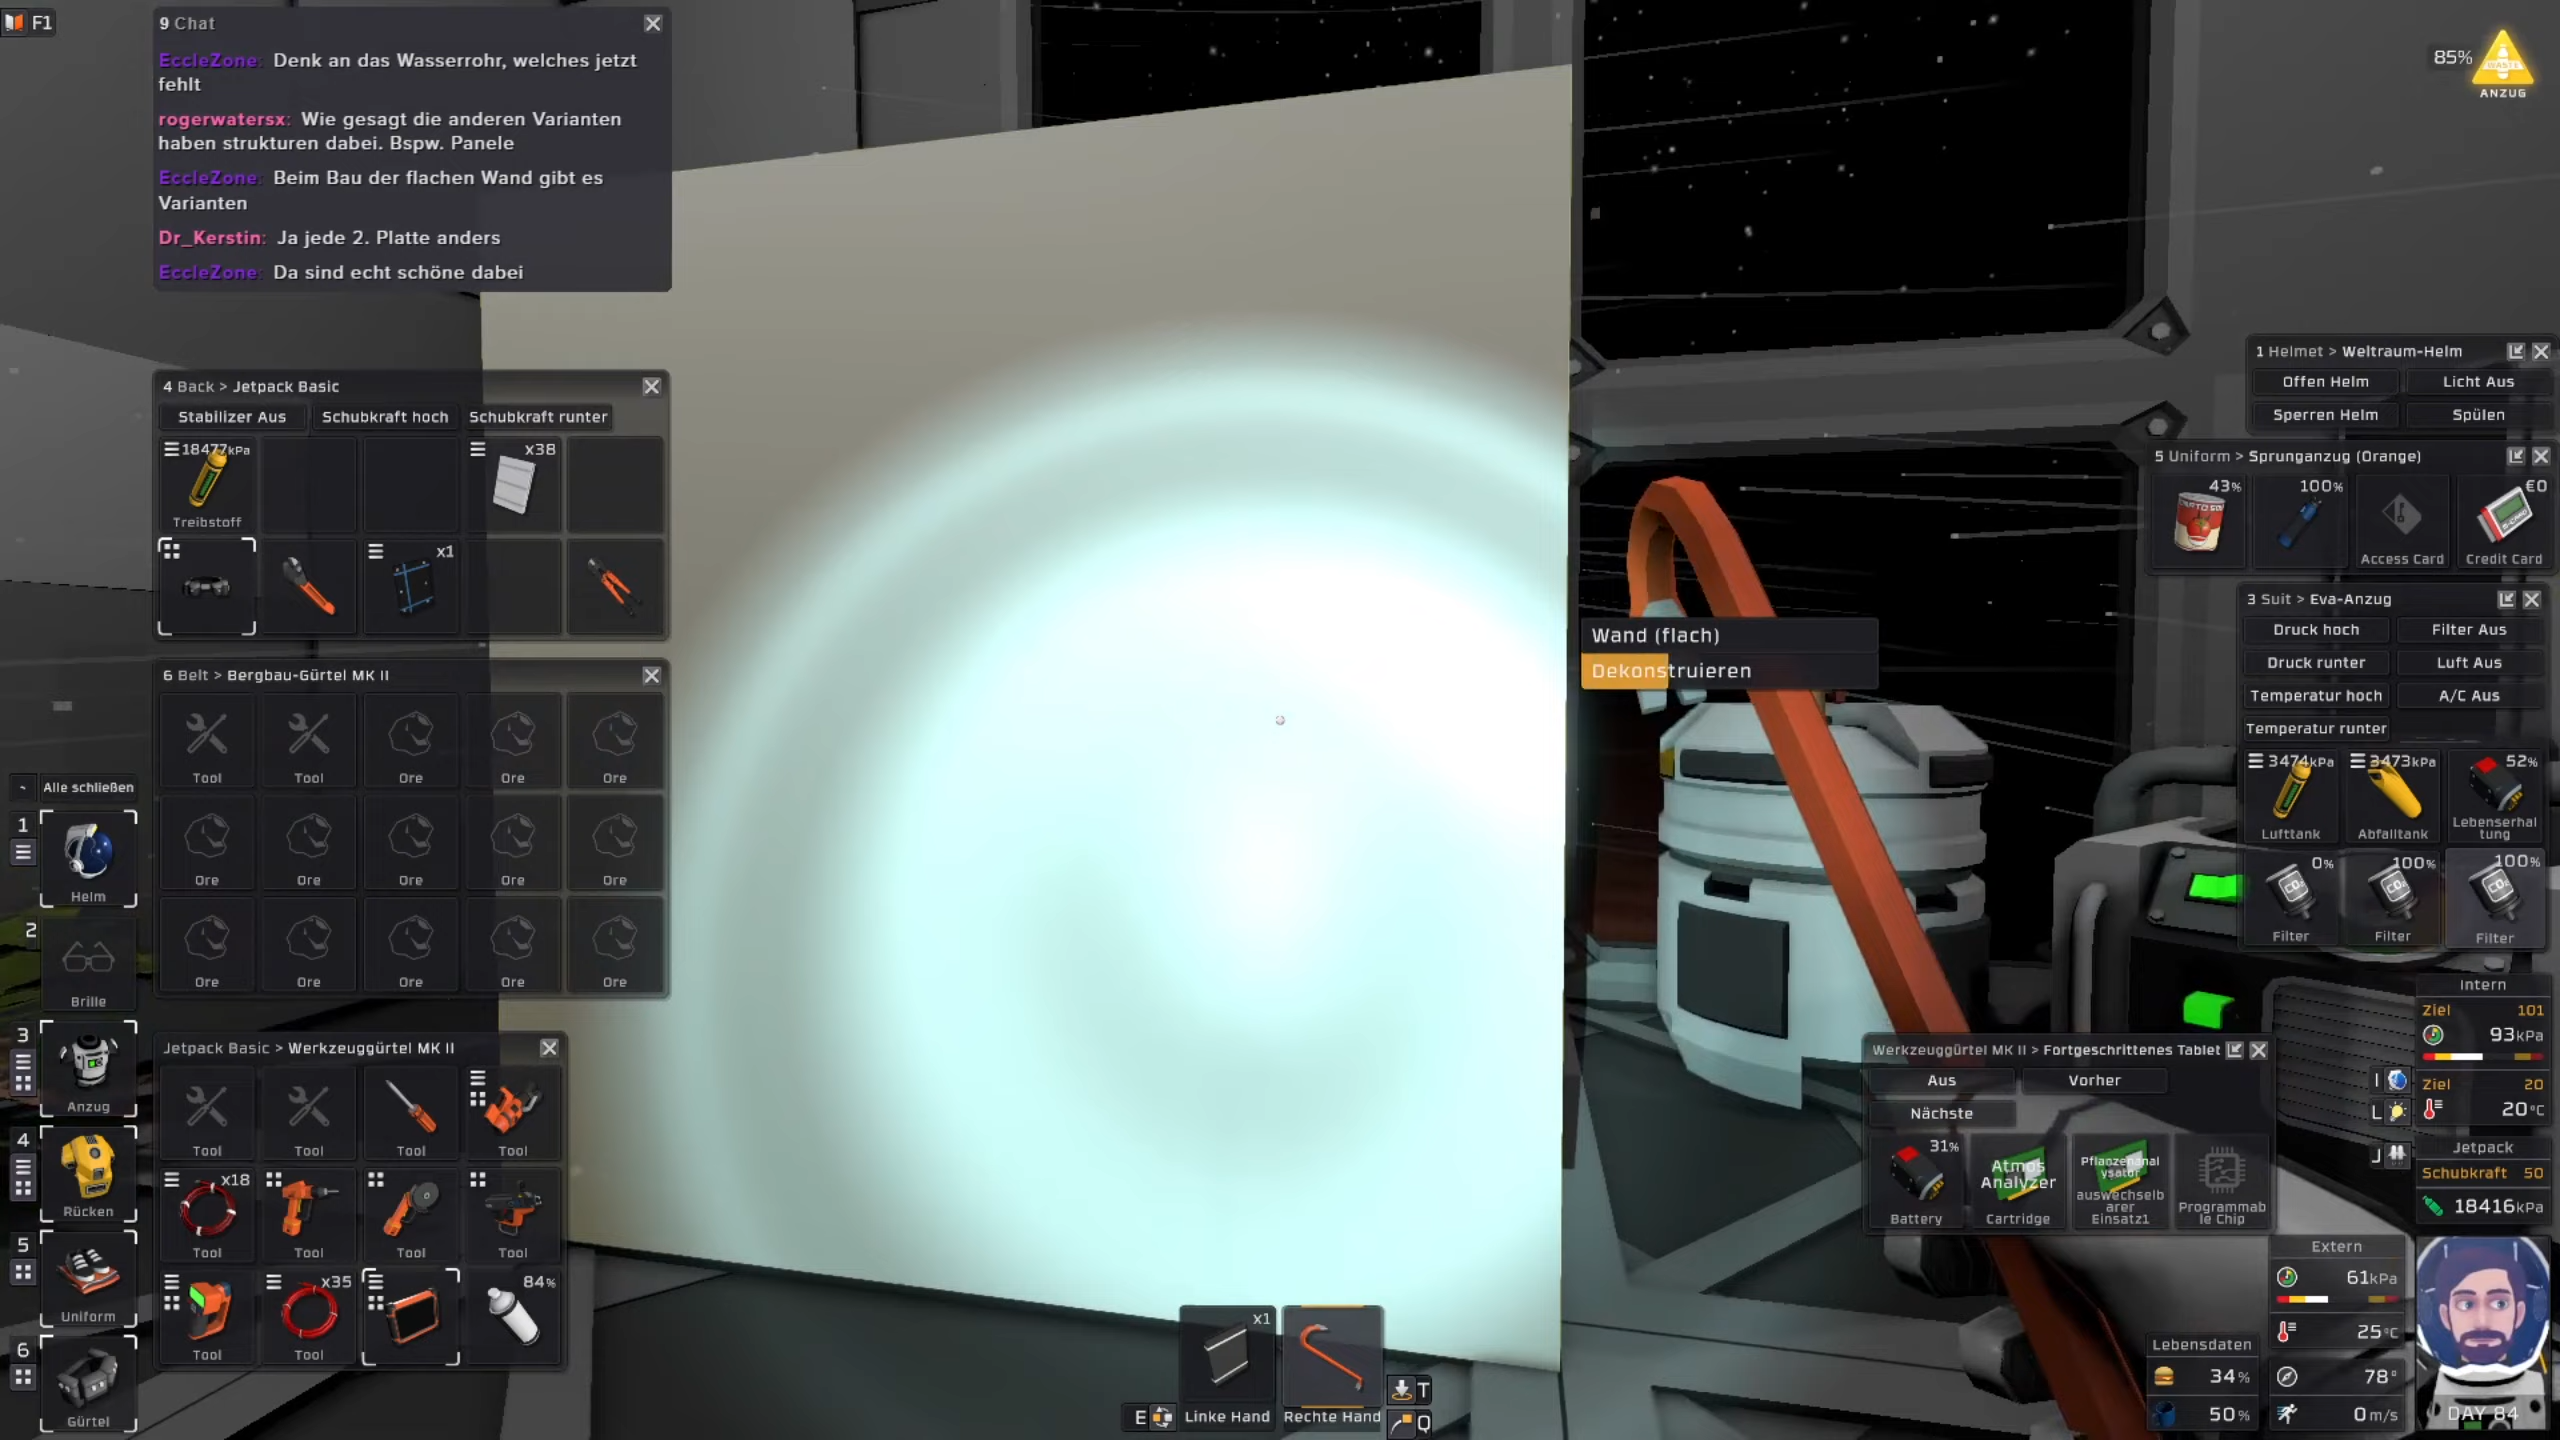 F1
9 Chat
EccleZone: Denk an das Wasserrohr, welches jetzt
fehlt
rogerwatersx: Wie gesagt die anderen Varianten
haben strukturen dabei. Bspw. Panele
EccleZone: Beim Bau der flachen Wand gibt es
Varianten
Dr_Kerstin: Ja jede 2. Platte anders
EccleZone: Da sind echt schöne dabei
85%
WASTE
ANZUG
4 Back > Jetpack Basic
Stabilizer Aus
Schubkraft hoch
Schubkraft runter
18477kPa
x38
Treibstoff
x1
6 Belt > Bergbau-Gürtel MK II
Tool
Tool
Ore
Ore
Ore
Ore
Ore
Ore
Ore
Ore
Ore
Ore
Ore
Ore
Ore
Jetpack Basic > Werkzeuggürtel MK II
Tool
Tool
Tool
Tool
x18
Tool
Tool
Tool
Tool
x35
84%
Tool
Tool
~
Alle schließen
1
Helm
2
Brille
3
Anzug
4
Rücken
5
Uniform
6
Gürtel
Wand (flach)
Dekonstruieren
1 Helmet > Weltraum-Helm
Offen Helm
Licht Aus
Sperren Helm
Spülen
5 Uniform > Sprunganzug (Orange)
43%
100%
€0
Access Card
Credit Card
3 Suit > Eva-Anzug
Druck hoch
Filter Aus
Druck runter
Luft Aus
Temperatur hoch
A/C Aus
Temperatur runter
3474kPa
3473kPa
52%
Lufttank
Abfalltank
Lebenserhal
tung
0%
100%
100%
Filter
Filter
Filter
Intern
Ziel 101
93kPa
I
Ziel 20
L
20°C
Jetpack
J
Schubkraft 50
18416kPa
Werkzeuggürtel MK II > Fortgeschrittenes Tablet
Aus
Vorher
Nächste
31%
Battery
Atmos
Analyzer
Cartridge
Pflanzenanal
ysator
auswechselb
arer
Einsatz1
Programmab
le Chip
Extern
61kPa
25°C
78°
0m/s
Lebensdaten
34%
50%
DAY 84
x1
E
Linke Hand
Rechte Hand
T
Q